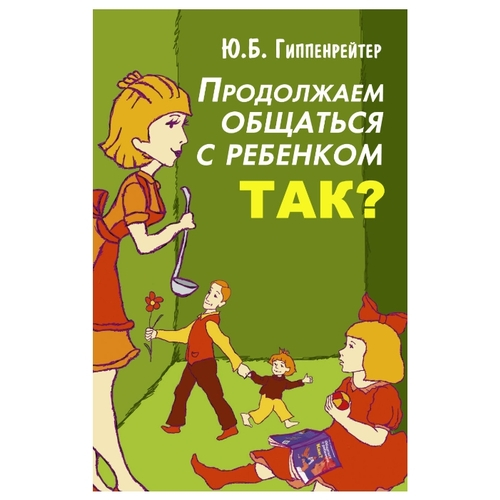 Ю.Б. Гиппенрейтер
Продолжаем
общаться
с ребенком
ТАК?